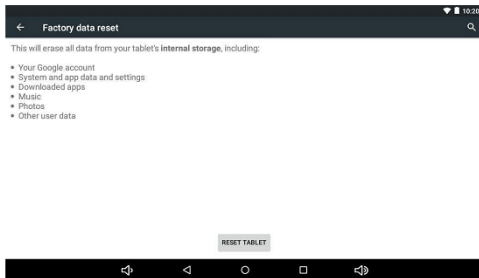 10:20
Factory data reset
This will erase all data from your tablet's internal storage, including:
• Your Google account
• System and app data and settings
• Downloaded apps
• Music
• Photos
• Other user data
RESET TABLET